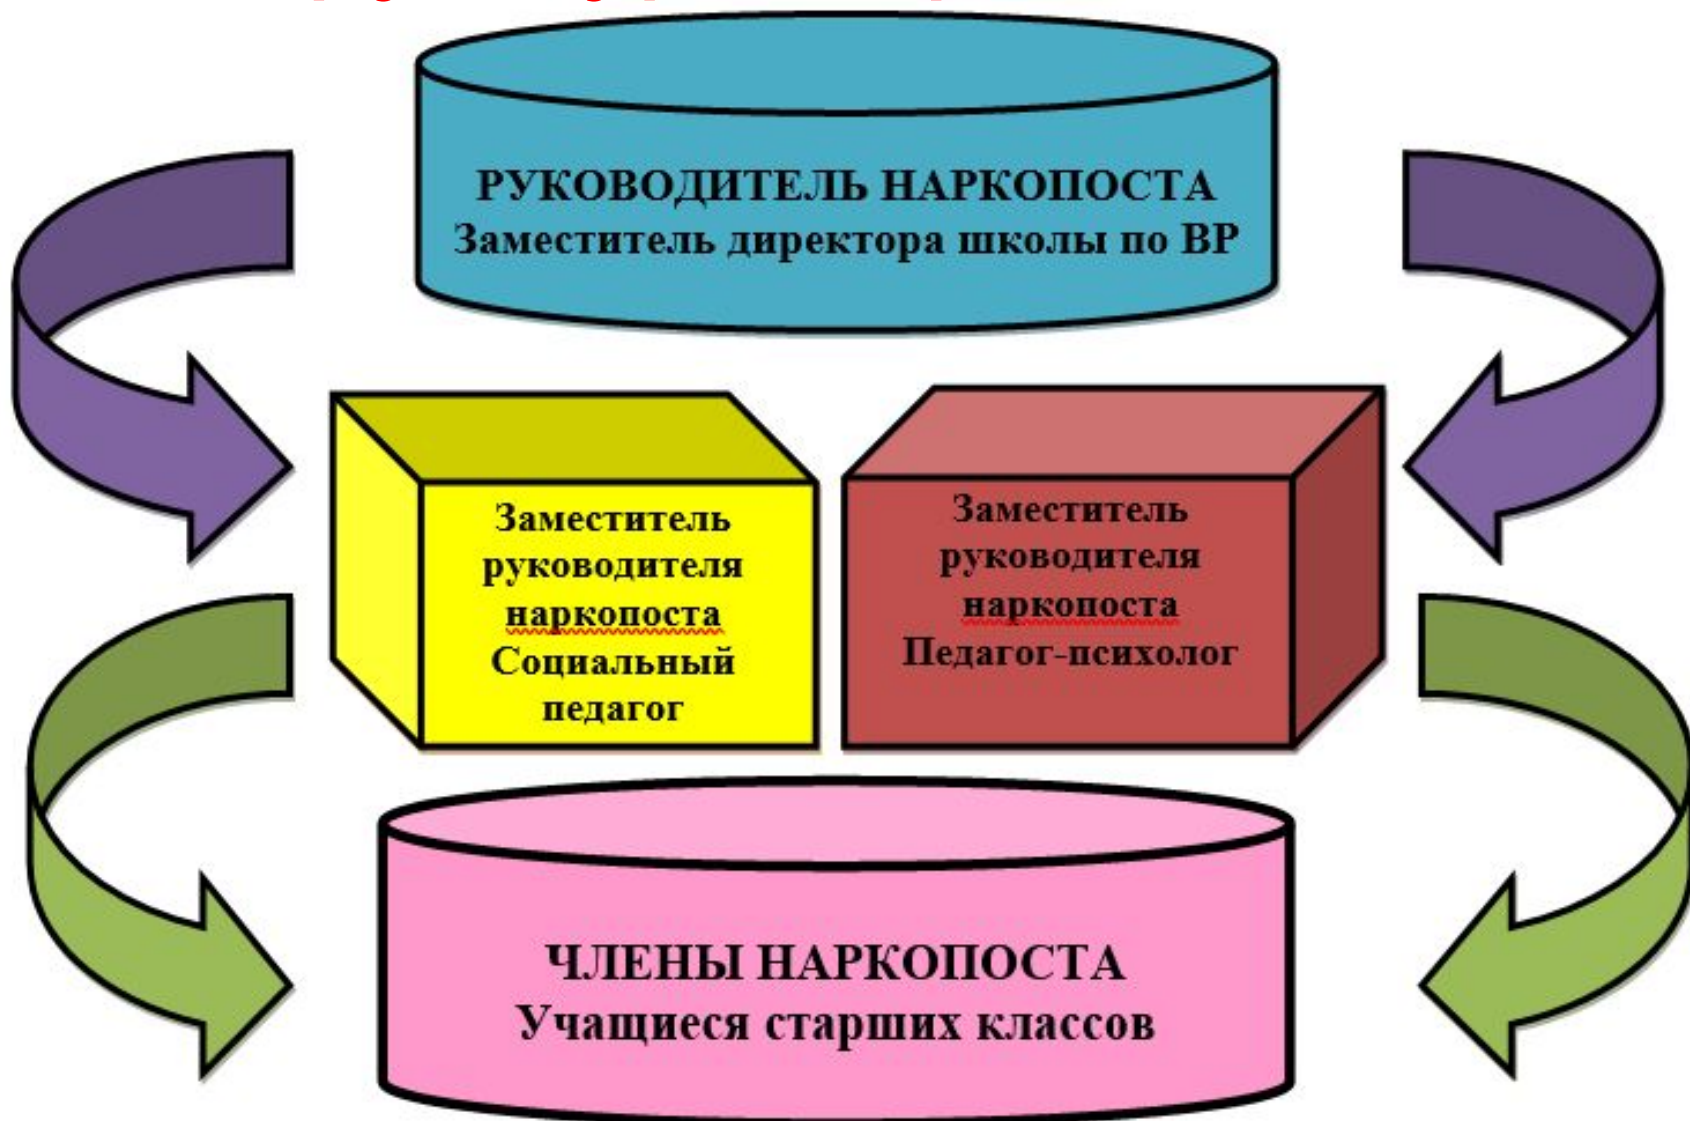 РУКОВОДИТЕЛЬ НАРКОПОСТА
Заместитель директора школы по ВР
Заместитель
руководителя
наркопоста
Социальный
педагог
Заместитель
руководителя
наркопоста
Педагог-психолог
ЧЛЕНЫ НАРКОПОСТА
Учащиеся старших классов